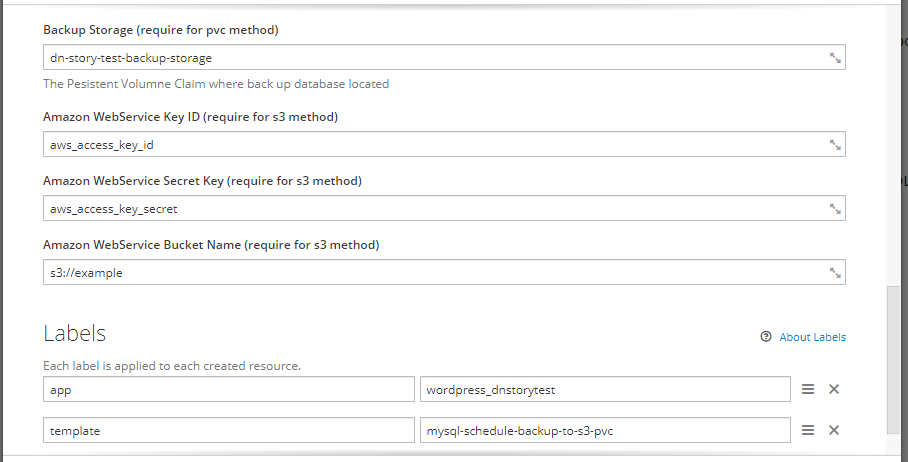 Backup Storage (require for pvc method)
dn-story-test-backup-storage
The Pesistent Volumne Claim where back up database located
Amazon WebService Key ID (require for s3 method)
aws_access_key_id
Amazon WebService Secret Key (require for s3 method)
aws_access_key_secret
Amazon WebService Bucket Name (require for s3 method)
s3://example
Labels
About Labels
Each label is applied to each created resource.
app wordpress_dnstorytest
template mysql-schedule-backup-to-s3-pvc